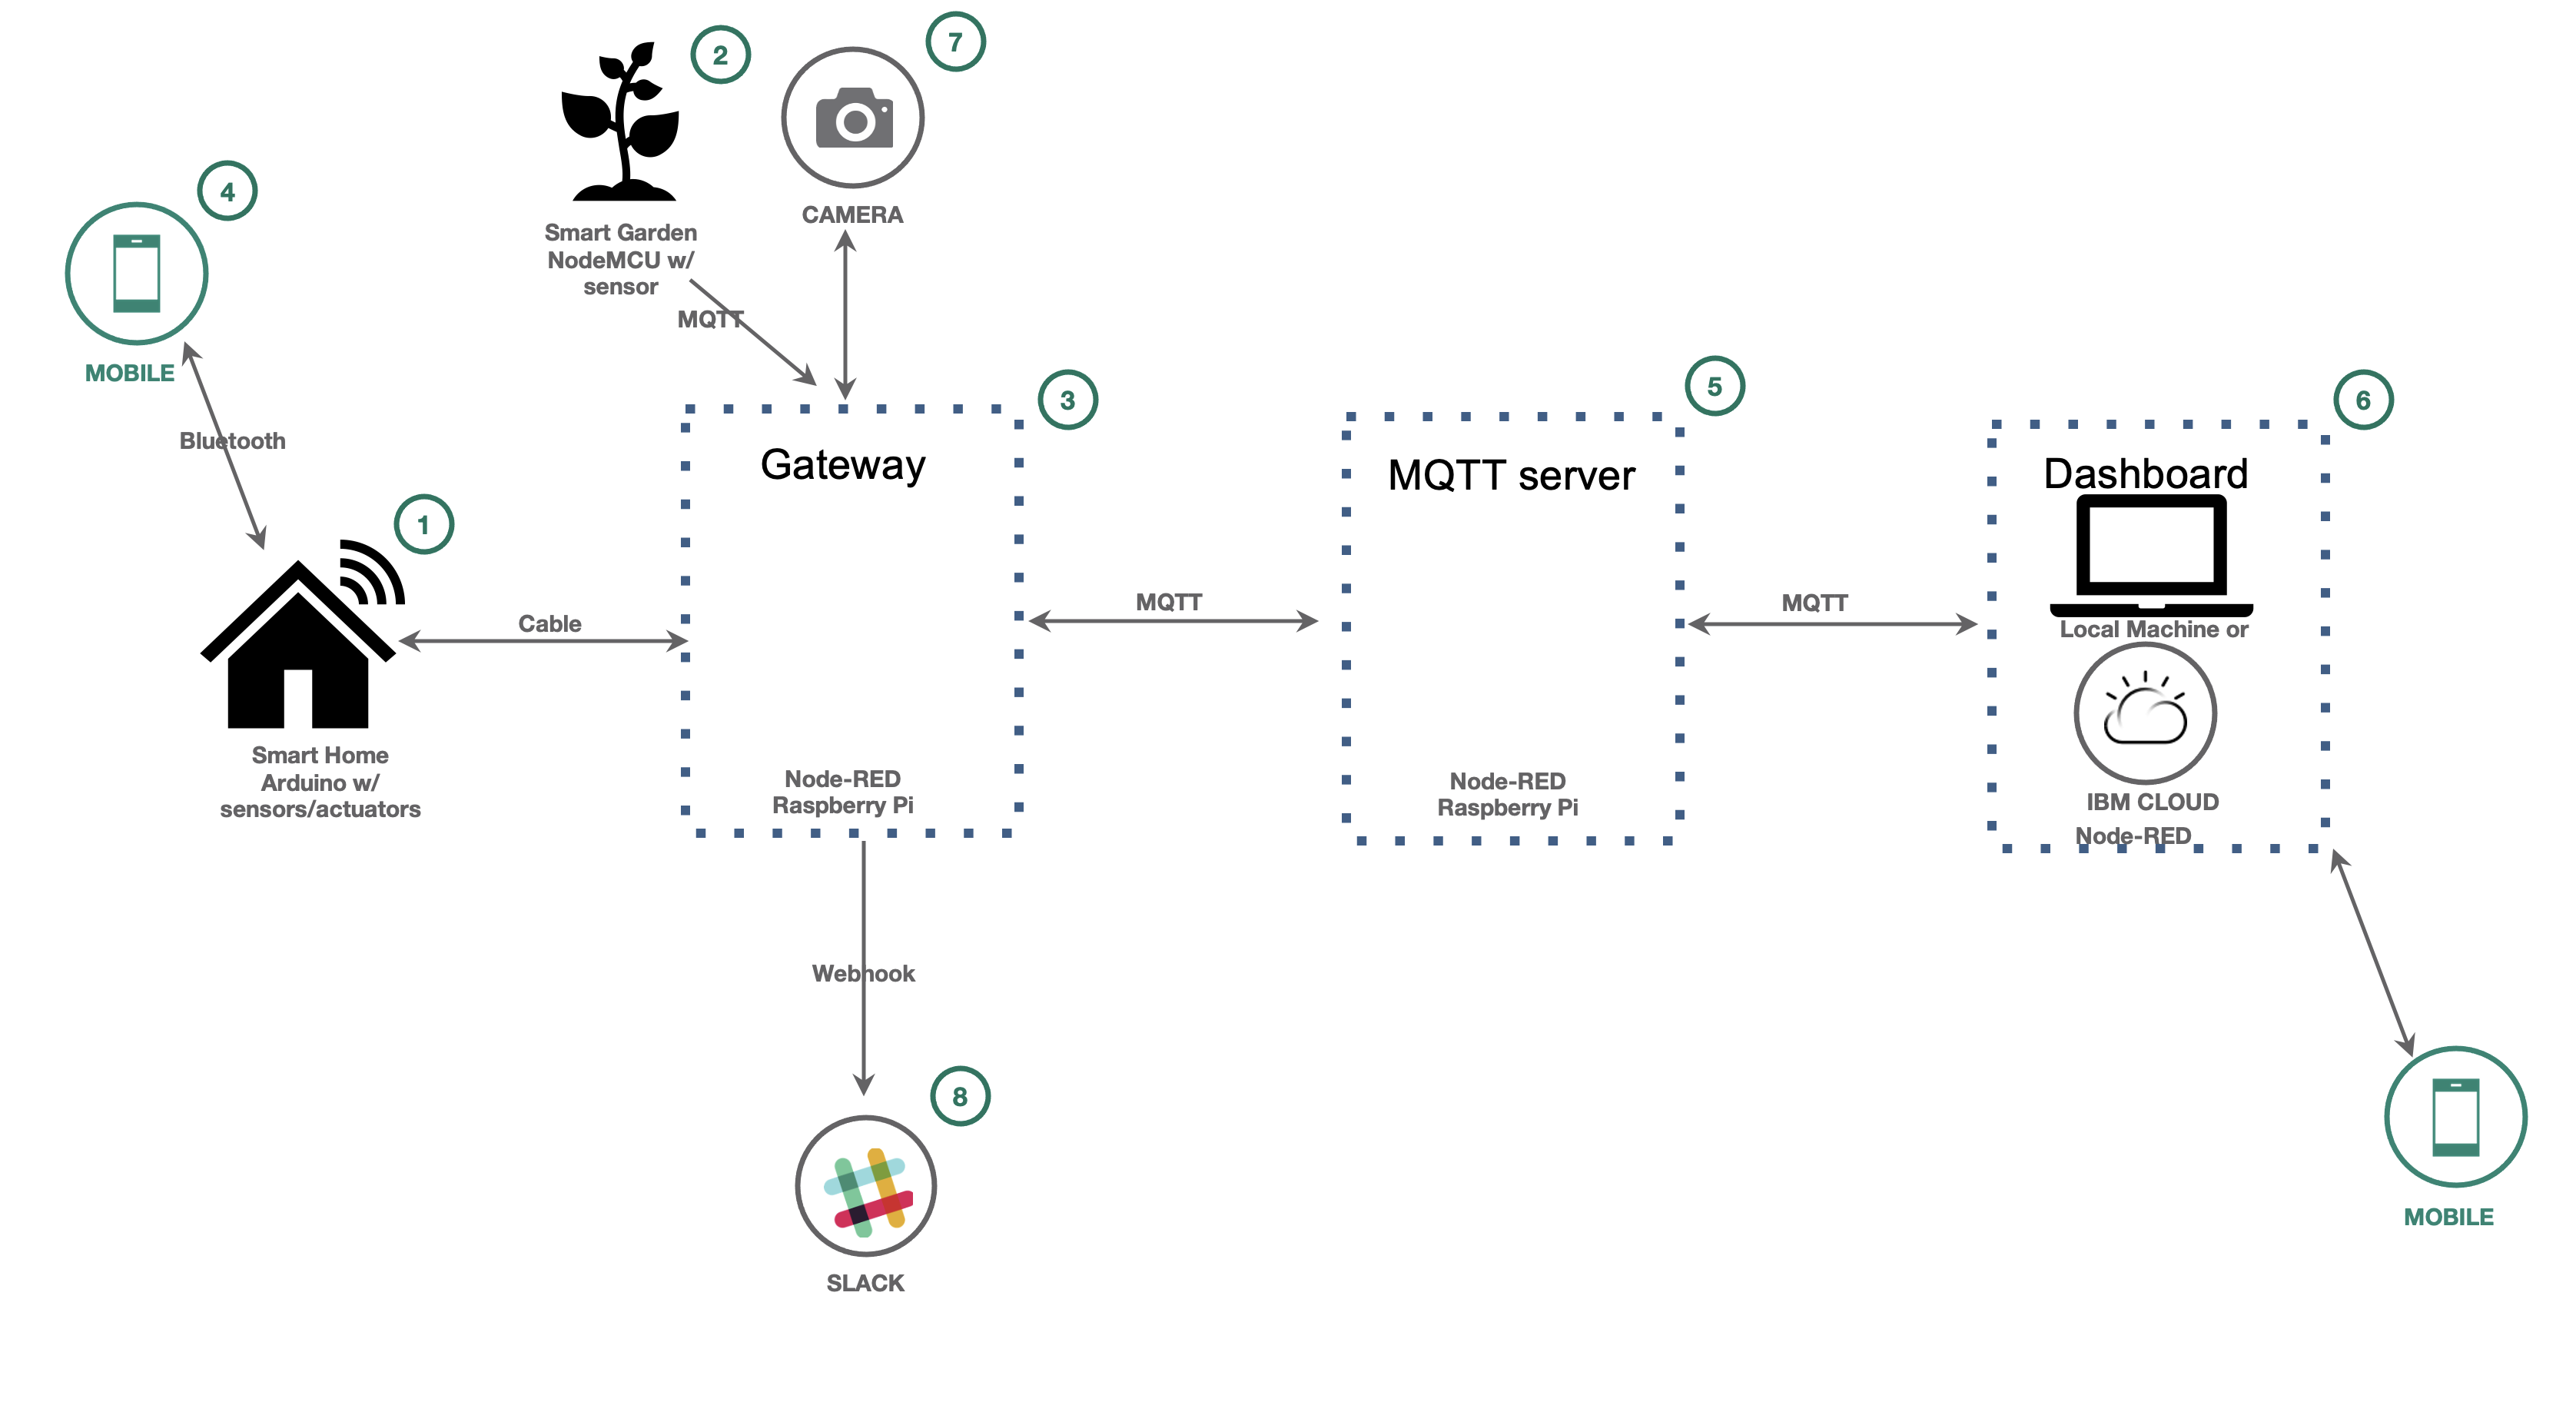 2
7
CAMERA
Smart Garden
NodeMCU w/
sensor
MQTT
4
MOBILE
Bluetooth
1
Smart Home
Arduino w/
sensors/actuators
Cable
3
Gateway
Node-RED
Raspberry Pi
MQTT
5
MQTT server
Node-RED
Raspberry Pi
MQTT
6
Dashboard
Local Machine or
IBM CLOUD
Node-RED
Webhook
8
SLACK
MOBILE